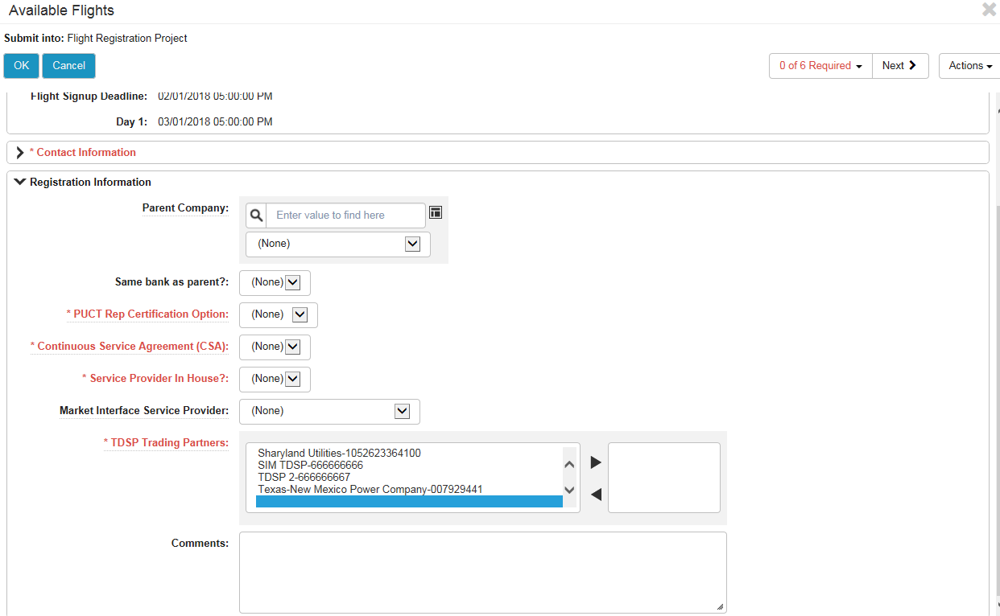 Available Flights
Submit into: Flight Registration Project
OK Cancel 0 of 6 Required Next Actions
Flight Signup Deadline: 02/01/2018 05:00:00 PM
Day 1: 03/01/2018 05:00:00 PM
* Contact Information
Registration Information
Parent Company: Enter value to find here
(None)
Same bank as parent?: (None)
* PUCT Rep Certification Option: (None)
* Continuous Service Agreement (CSA): (None)
* Service Provider In House?: (None)
Market Interface Service Provider: (None)
* TDSP Trading Partners:
Sharyland Utilities-1052623364100
SIM TDSP-666666666
TDSP 2-666666667
Texas-New Mexico Power Company-007929441
Comments: